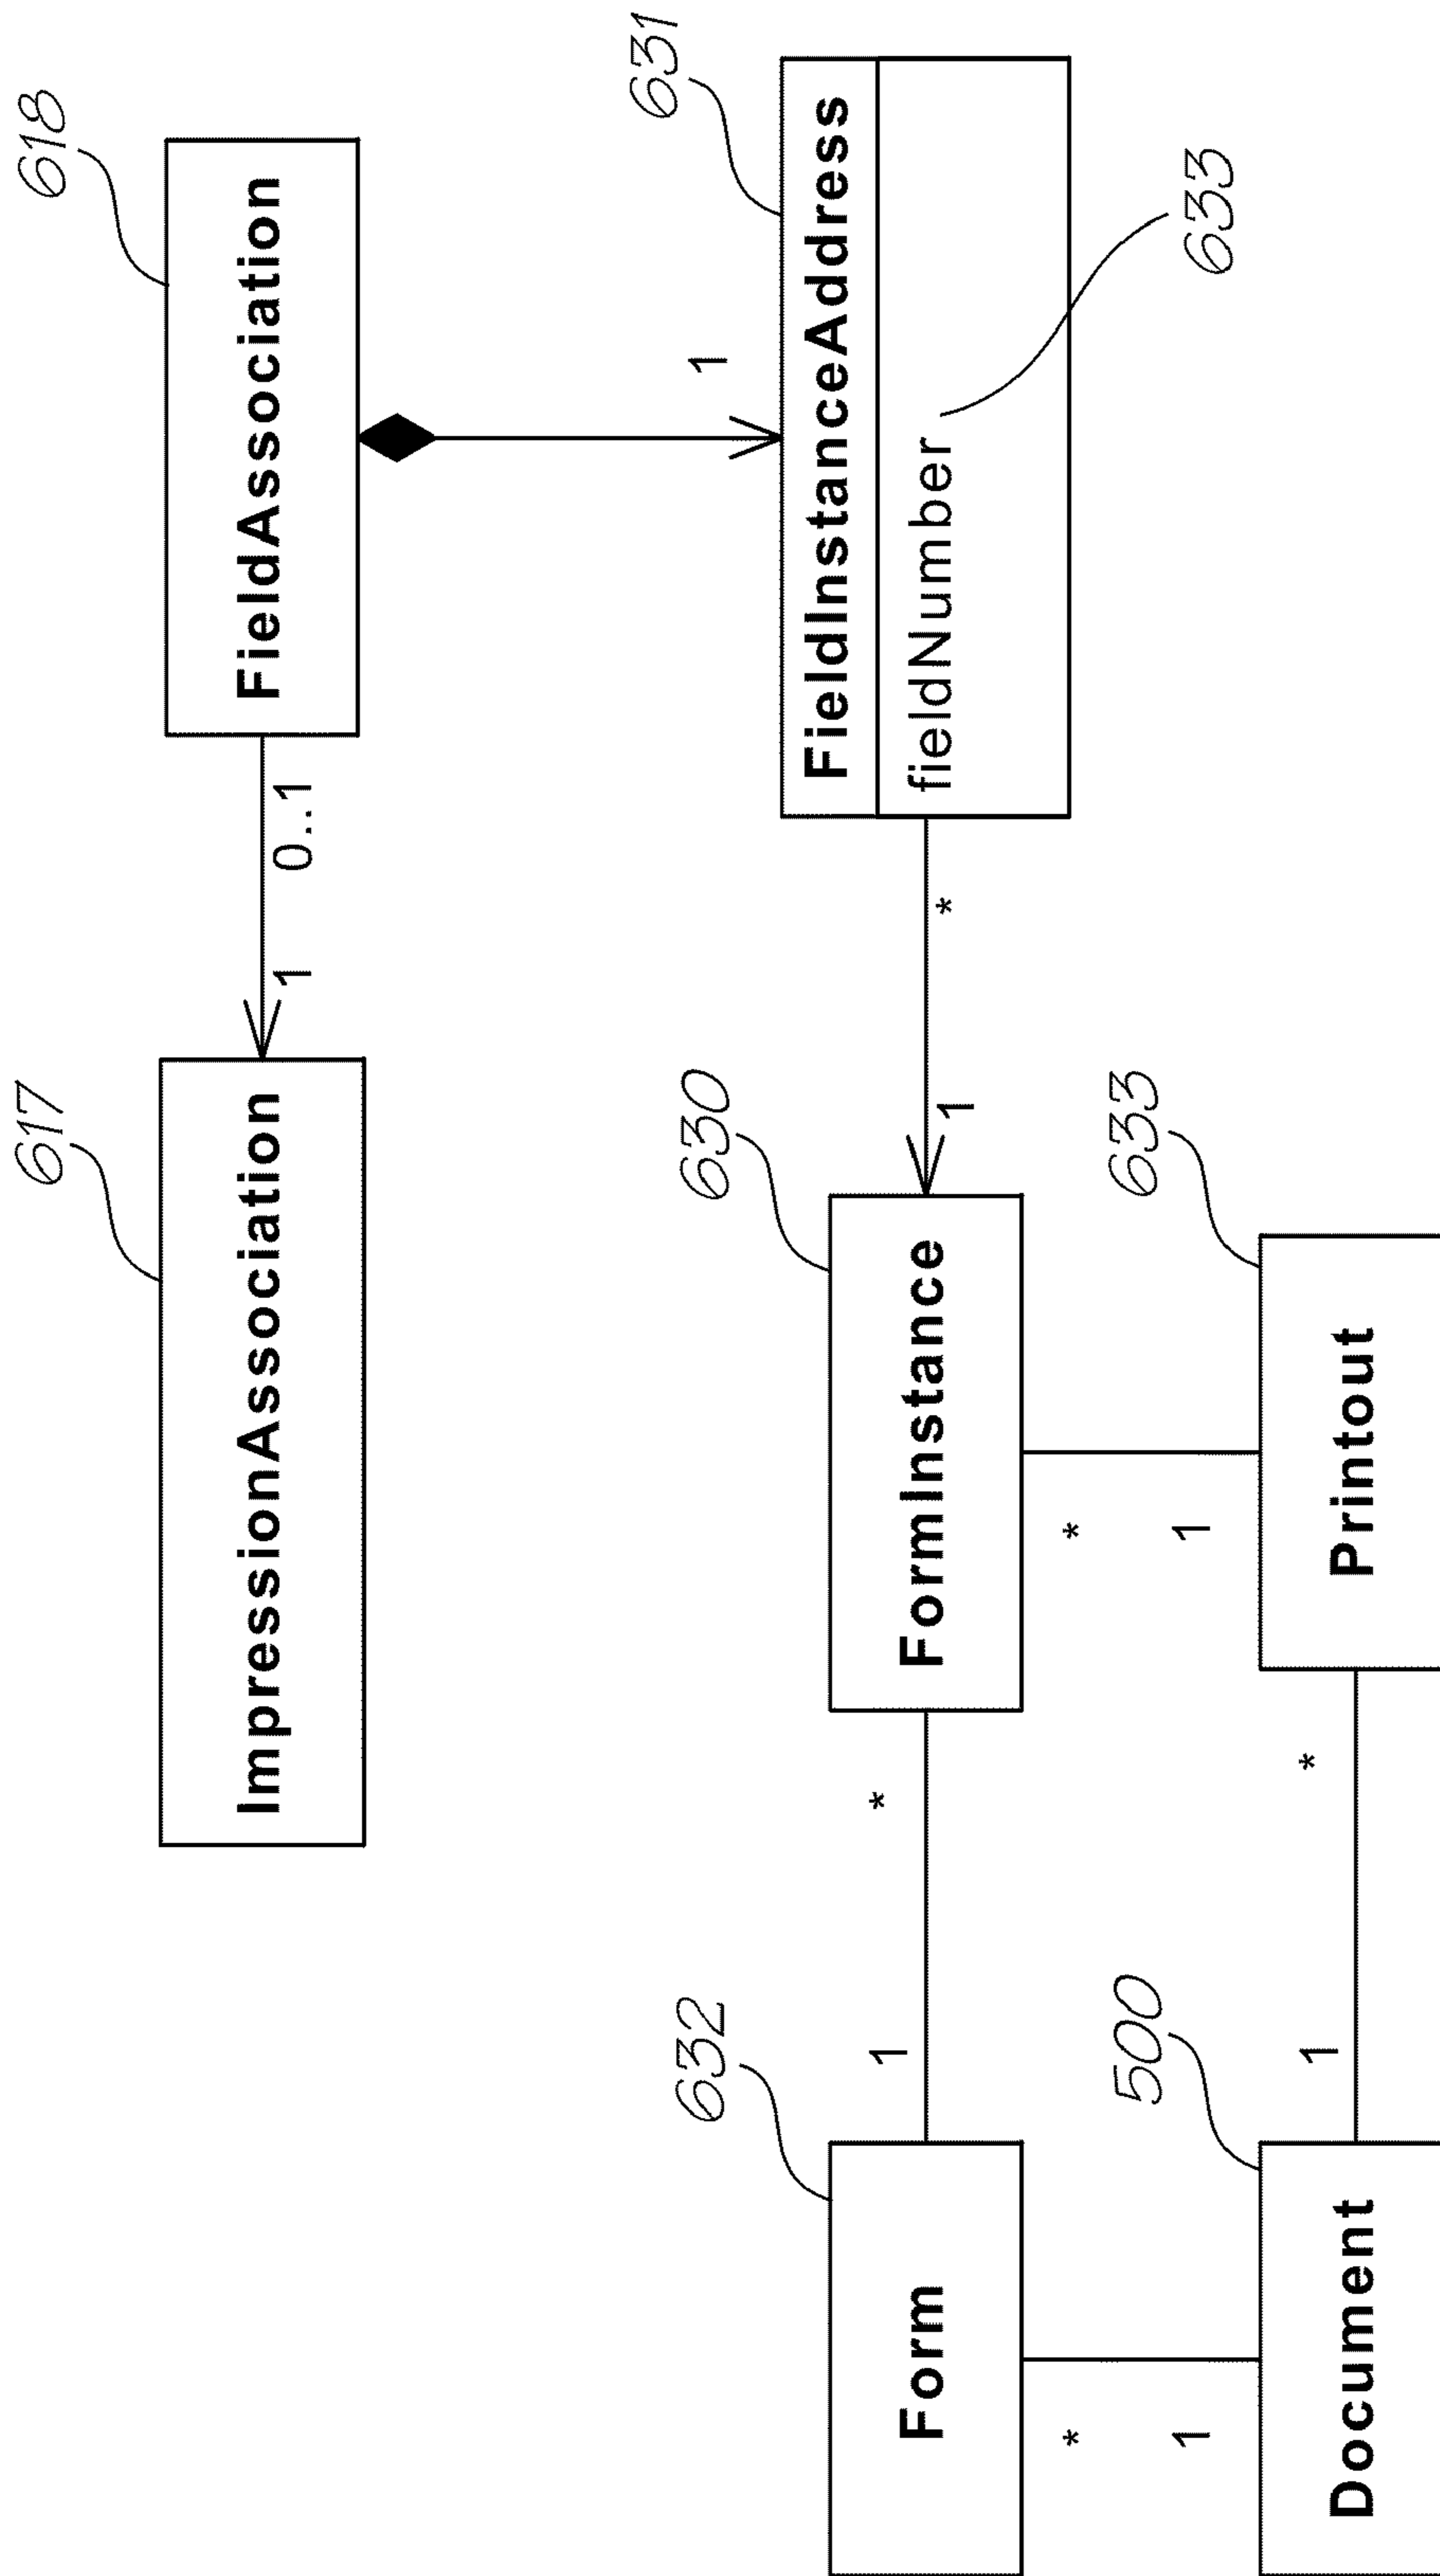 617
618
ImpressionAssociation
FieldAssociation
1
0..1
631
632
630
1
FieldInstanceAddress
1
*
Form
FormInstance
fieldNumber
1
*
*
*
500
633
1
1
633
1
*
Document
Printout